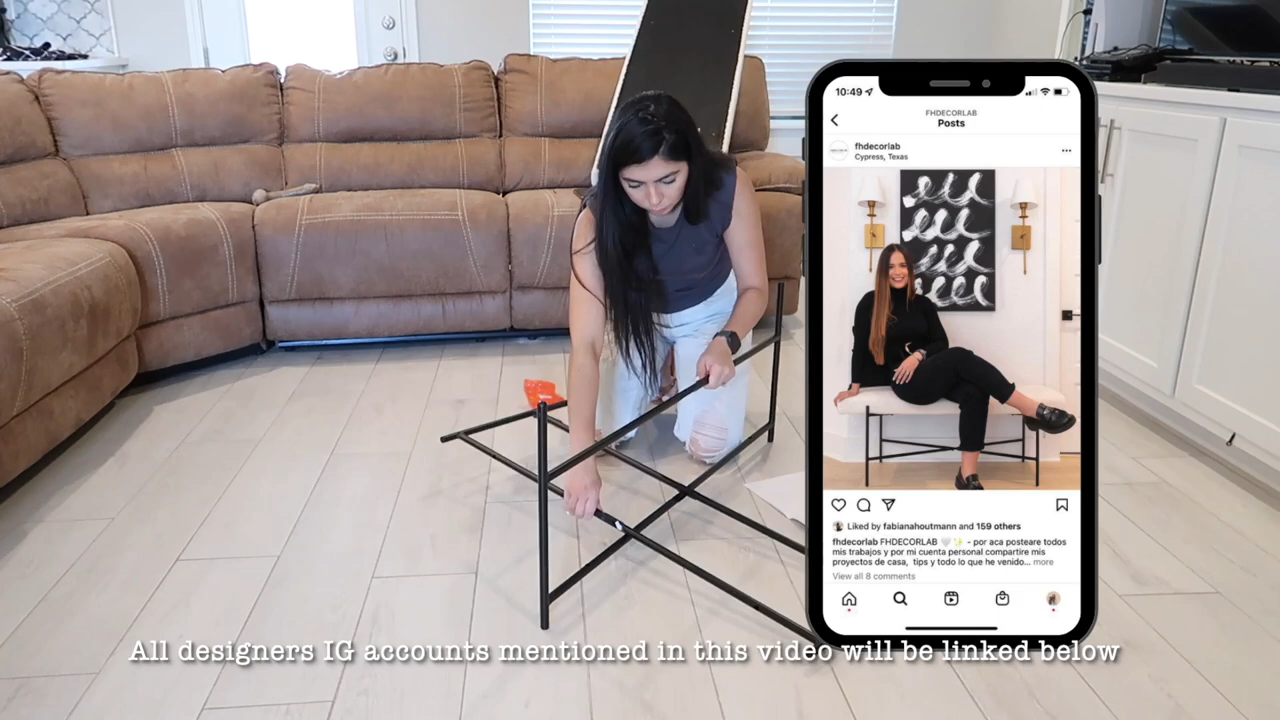 10:49
FHDECORLAB
Posts
fhdecorlab
Cypress, Texas
Liked by fabianahoutmann and 159 others
fhdecorlab FHDECORLAB 🤍✨ - por aca posteare todos
mis trabajos y por mi cuenta personal compartire mis
proyectos de casa, tips y todo lo que he venido... more
View all 8 comments
All designers IG accounts mentioned in this video will be linked below